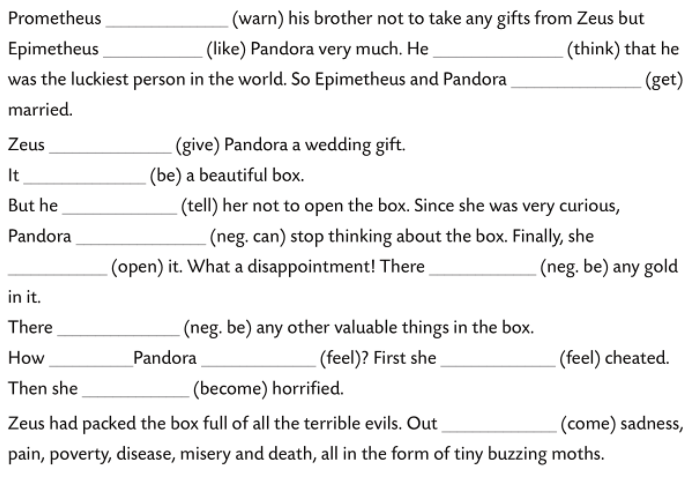 Prometheus ______________ (warn) his brother not to take any gifts from Zeus but
Epimetheus ____________ (like) Pandora very much. He _______________ (think) that he
was the luckiest person in the world. So Epimetheus and Pandora _______________ (get)
married.
Zeus ______________ (give) Pandora a wedding gift.
It ______________ (be) a beautiful box.
But he _____________ (tell) her not to open the box. Since she was very curious,
Pandora _______________ (neg. can) stop thinking about the box. Finally, she
____________ (open) it. What a disappointment! There ____________ (neg. be) any gold
in it.
There ______________ (neg. be) any other valuable things in the box.
How __________Pandora _____________ (feel)? First she _____________ (feel) cheated.
Then she ____________ (become) horrified.
Zeus had packed the box full of all the terrible evils. Out _____________ (come) sadness,
pain, poverty, disease, misery and death, all in the form of tiny buzzing moths.